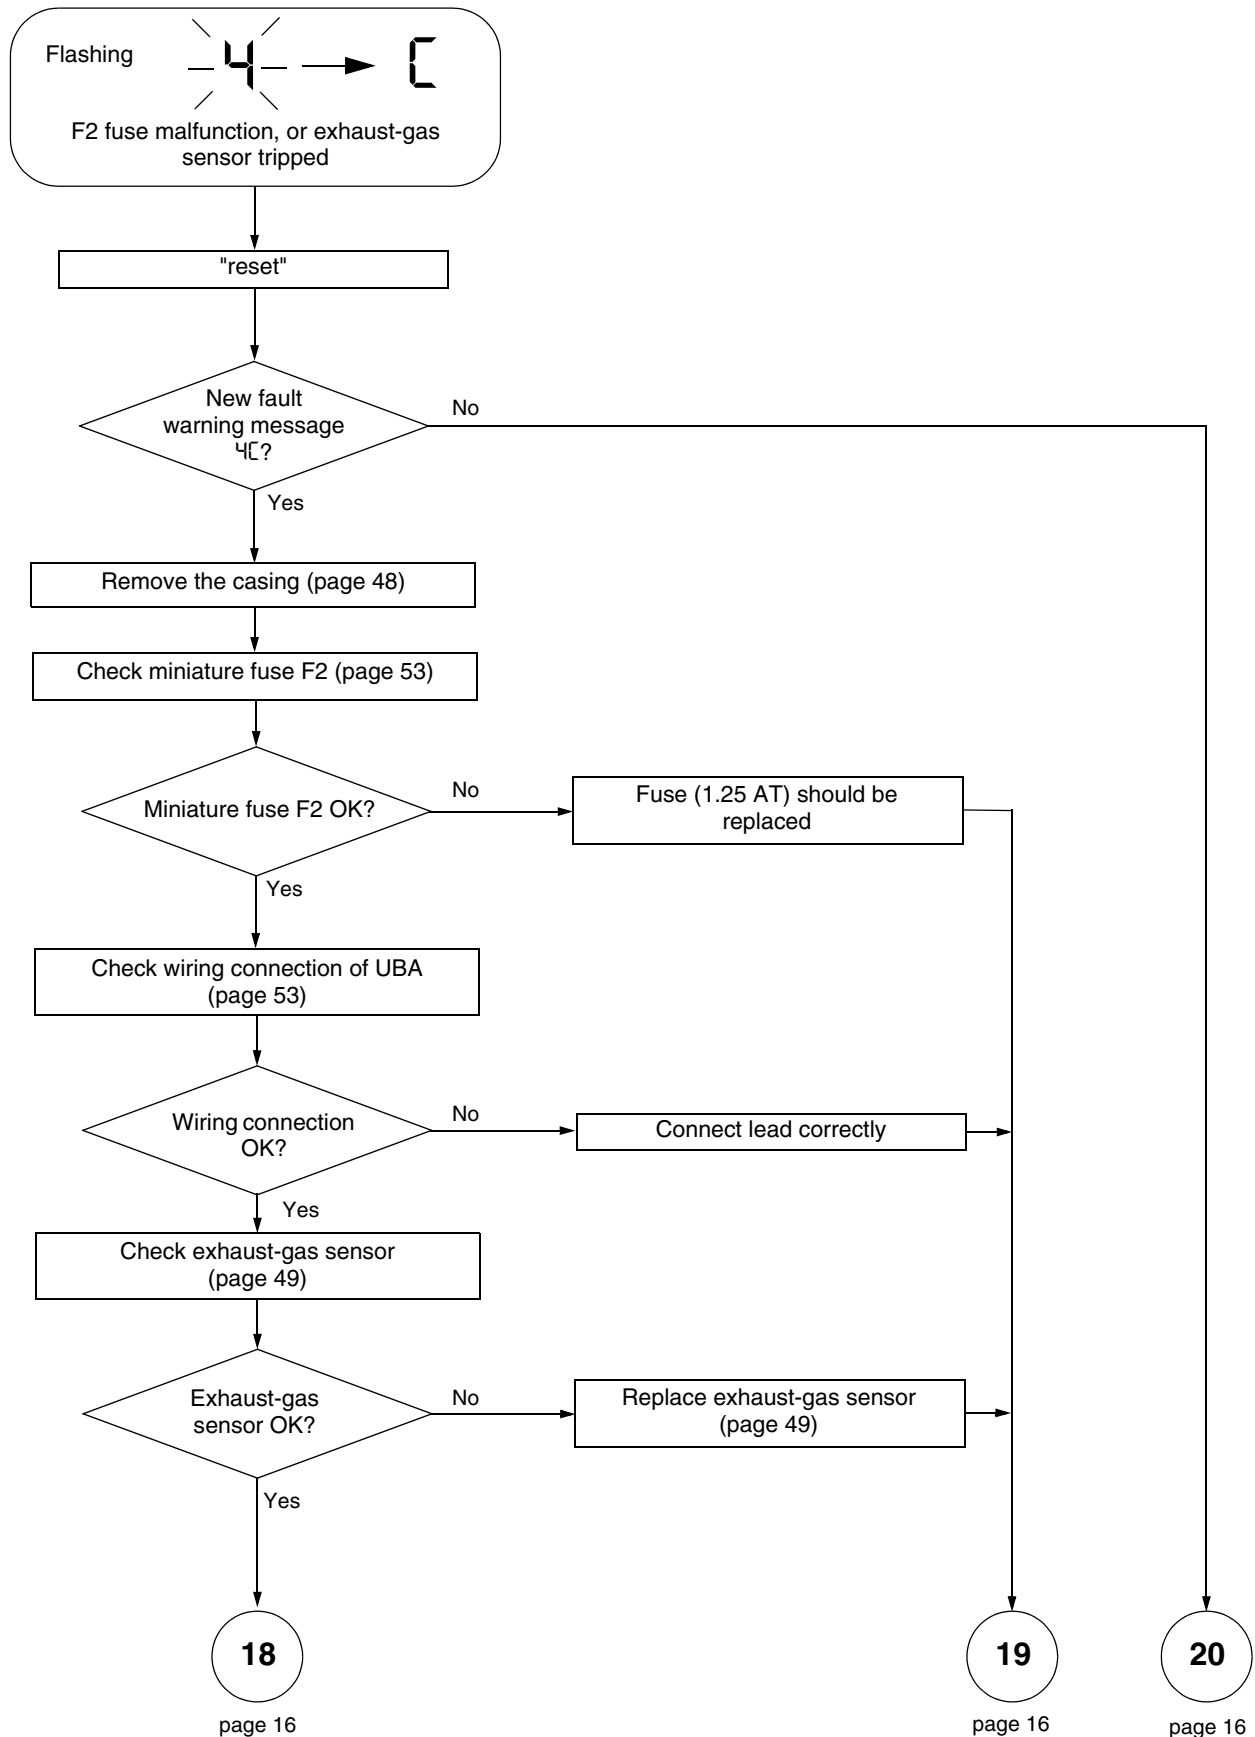 Flashing
4 C
F2 fuse malfunction, or exhaust-gas
sensor tripped
"reset"
New fault
warning message
4C?
No
Yes
Remove the casing (page 48)
Check miniature fuse F2 (page 53)
Miniature fuse F2 OK?
No
Fuse (1.25 AT) should be
replaced
Yes
Check wiring connection of UBA
(page 53)
Wiring connection
OK?
No
Connect lead correctly
Yes
Check exhaust-gas sensor
(page 49)
Exhaust-gas
sensor OK?
No
Replace exhaust-gas sensor
(page 49)
Yes
18
page 16
19
page 16
20
page 16